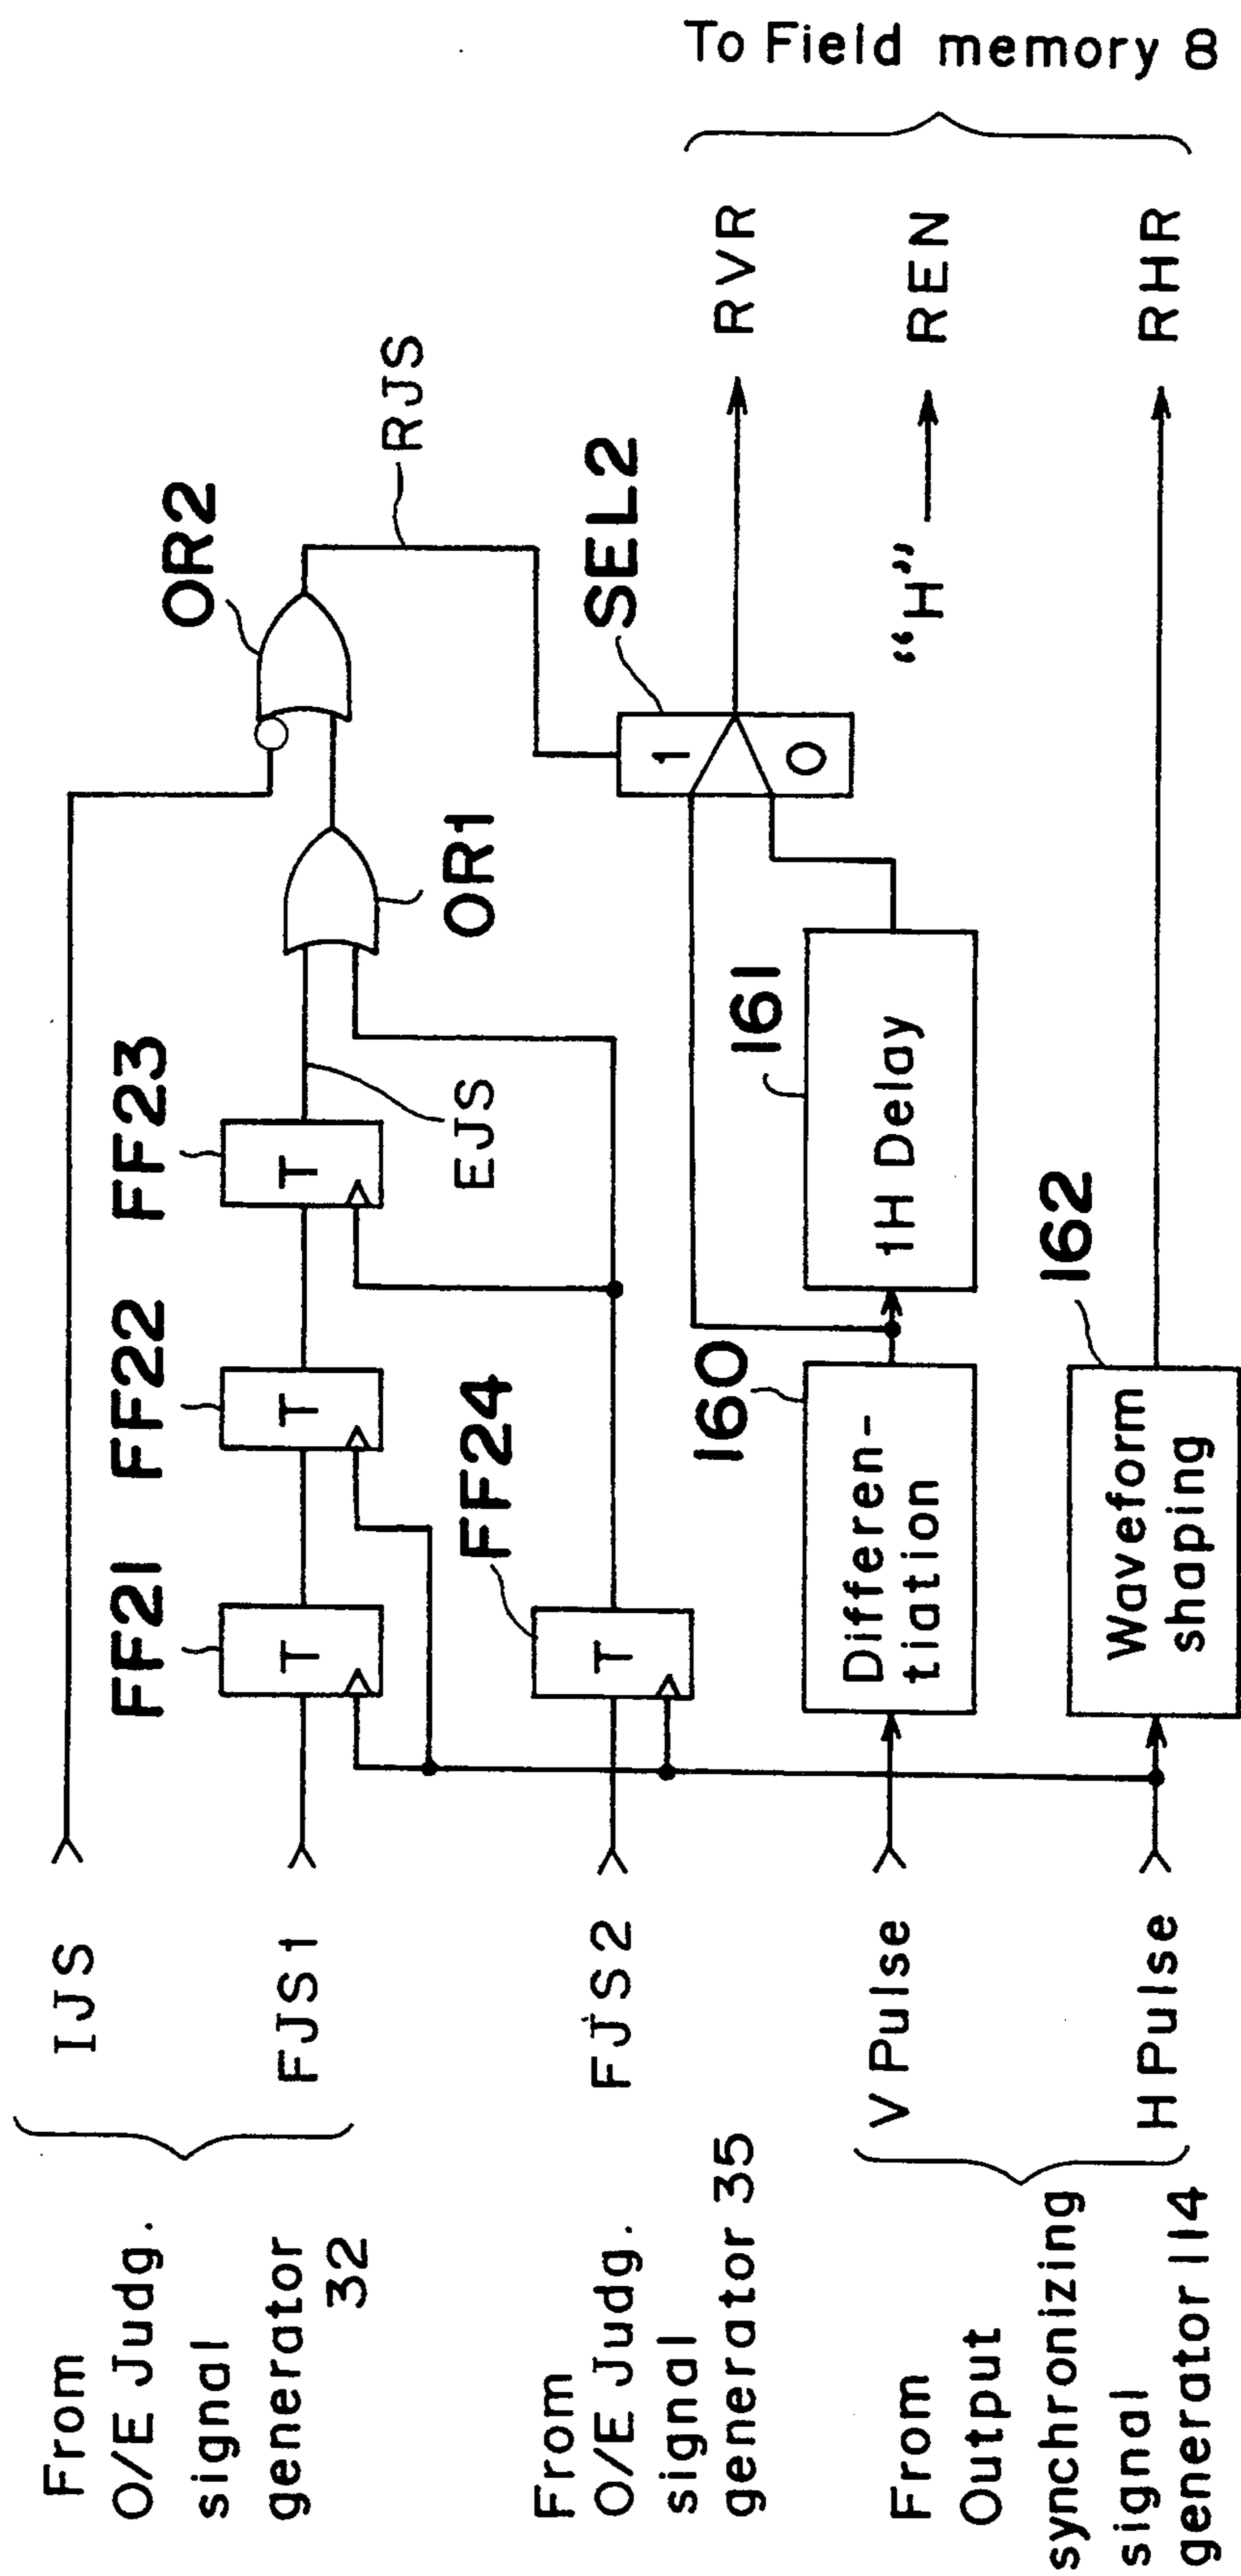 From
O/E Judg.
signal
generator
32
IJS
FJS1
From
O/E Judg.
signal
generator 35
FJS2
From
Output
synchronizing
signal
generator 114
V Pulse
H Pulse
FF21
T
FF22
T
FF23
T
EJS
FF24
T
OR1
OR2
RJS
160
Differen-
tiation
161
1H Delay
162
Waveform
shaping
SEL2
1
0
RVR
"H"
REN
RHR
To Field memory 8